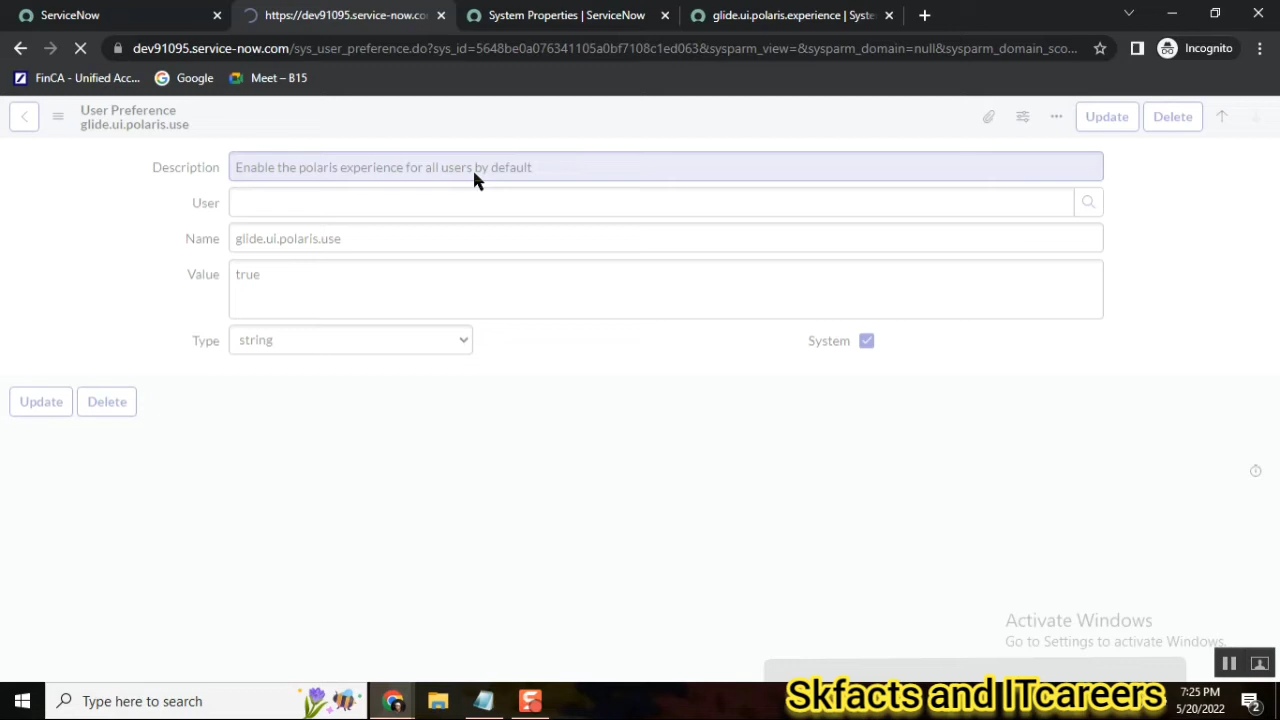 ServiceNow
https://dev91095.service-now.co
System Properties | ServiceNow
glide.ui.polaris.experience | Syste
dev91095.service-now.com/sys_user_preference.do?sys_id=5648be0a076341105a0bf7108c1ed063&sysparm_view=&sysparm_domain=null&sysparm_domain_sco...
Incognito
FinCA - Unified Acc...
Google
Meet – B15
User Preference
glide.ui.polaris.use
Update
Delete
Description
Enable the polaris experience for all users by default
User
Name
glide.ui.polaris.use
Value
true
Type
string
System
Update
Delete
Activate Windows
Go to Settings to activate Windows.
Skfacts and ITcareers
Type here to search
7:25 PM
5/20/2022
2